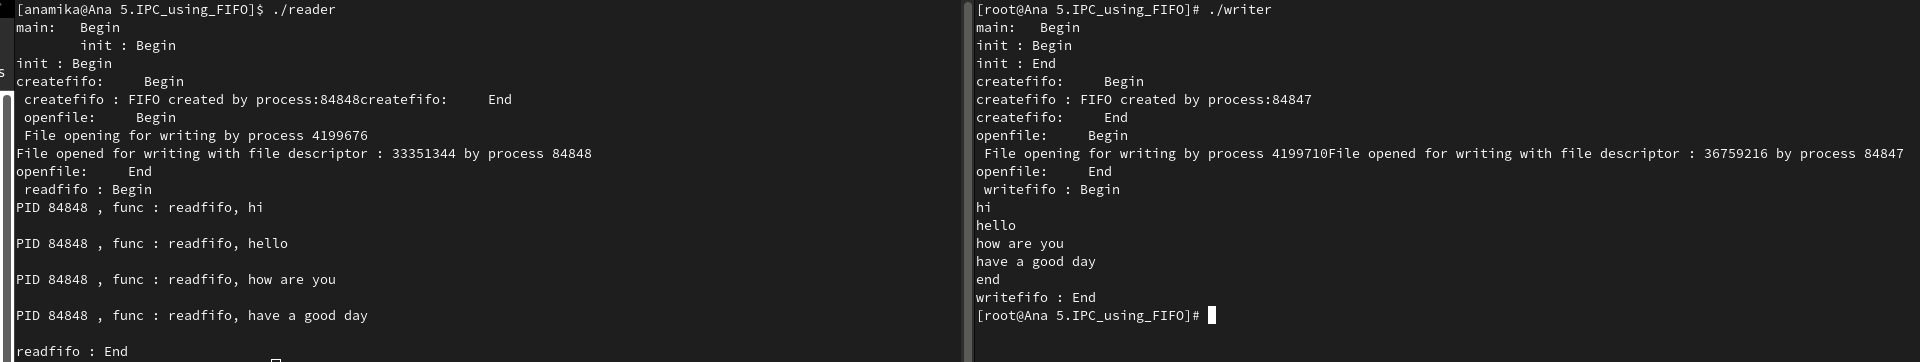 [anamika@Ana 5.IPC_using_FIFO]$ ./reader
main:   Begin
        init : Begin
init : Begin
createfifo:     Begin
 createfifo : FIFO created by process:84848createfifo:     End
 openfile:     Begin
 File opening for writing by process 4199676
File opened for writing with file descriptor : 33351344 by process 84848
openfile:     End
 readfifo : Begin
PID 84848 , func : readfifo, hi
PID 84848 , func : readfifo, hello
PID 84848 , func : readfifo, how are you
PID 84848 , func : readfifo, have a good day
readfifo : End
s
[root@Ana 5.IPC_using_FIFO]# ./writer
main:   Begin
init : Begin
init : End
createfifo:     Begin
createfifo : FIFO created by process:84847
createfifo:     End
openfile:     Begin
 File opening for writing by process 4199710File opened for writing with file descriptor : 36759216 by process 84847
openfile:     End
 writefifo : Begin
hi
hello
how are you
have a good day
end
writefifo : End
[root@Ana 5.IPC_using_FIFO]#